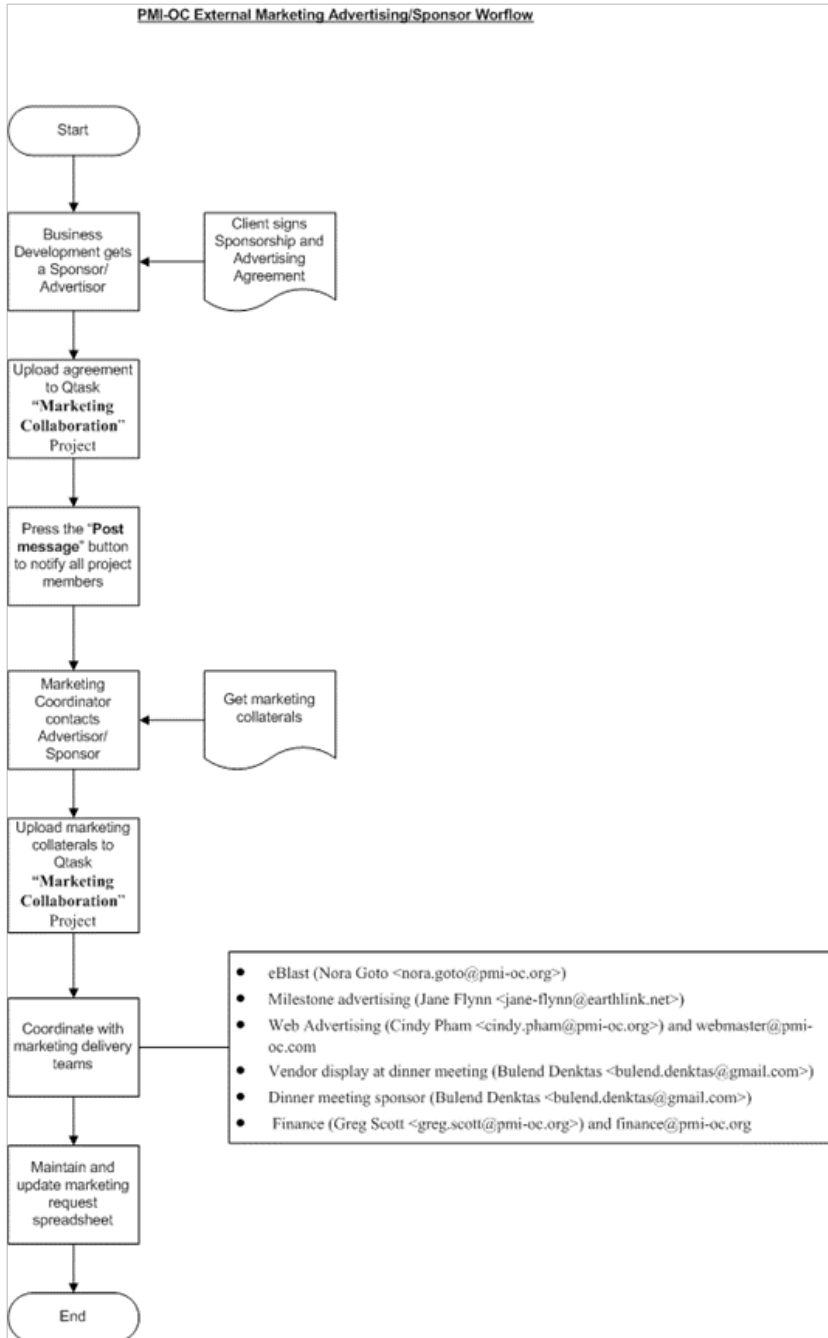 PMI-OC External Marketing Advertising/Sponsor Worflow
Start
Business
Development gets
a Sponsor/
Advertisor
Client signs
Sponsorship and
Advertising
Agreement
Upload agreement
to Qtask
“Marketing
Collaboration”
Project
Press the “Post
message” button
to notify all project
members
Marketing
Coordinator
contacts
Advertisor/
Sponsor
Get marketing
collaterals
Upload marketing
collaterals to
Qtask
“Marketing
Collaboration”
Project
Coordinate with
marketing delivery
teams
● eBlast (Nora Goto <nora.goto@pmi-oc.org>)
● Milestone advertising (Jane Flynn <jane-flynn@earthlink.net>)
● Web Advertising (Cindy Pham <cindy.pham@pmi-oc.org>) and webmaster@pmi-
oc.com
● Vendor display at dinner meeting (Bulend Denktas <bulend.denktas@gmail.com>)
● Dinner meeting sponsor (Bulend Denktas <bulend.denktas@gmail.com>)
● Finance (Greg Scott <greg.scott@pmi-oc.org>) and finance@pmi-oc.org
Maintain and
update marketing
request
spreadsheet
End